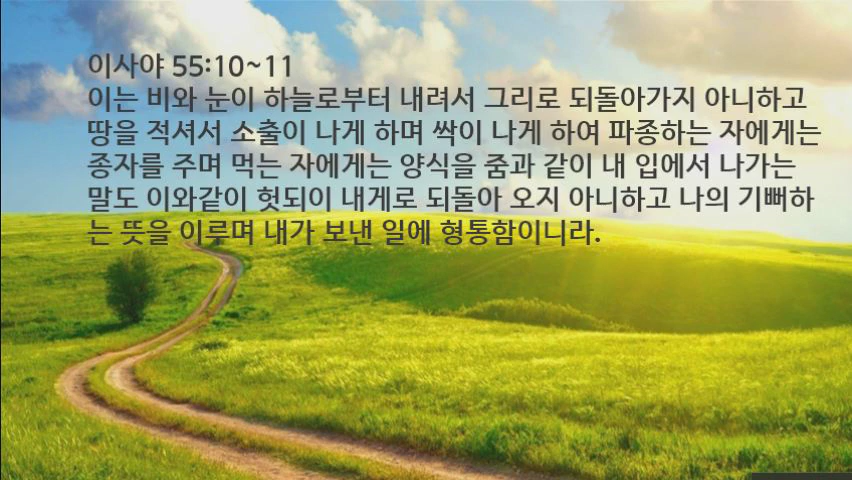 이사야 55:10~11
이는 비와 눈이 하늘로부터 내려서 그리로 되돌아가지 아니하고
땅을 적셔서 소출이 나게 하며 싹이 나게 하여 파종하는 자에게는
종자를 주며 먹는 자에게는 양식을 줌과 같이 내 입에서 나가는
말도 이와같이 헛되이 내게로 되돌아 오지 아니하고 나의 기뻐하
는 뜻을 이루며 내가 보낸 일에 형통함이니라.